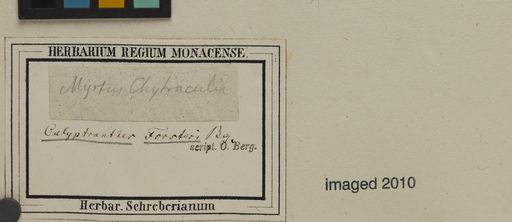 HERBARIUM REGIUM MONACENSE.
Myrtus Chytraculia
Calyptranthes Forsteri Bg.
script. O. Berg.
Herbar. Schreberianum
imaged 2010